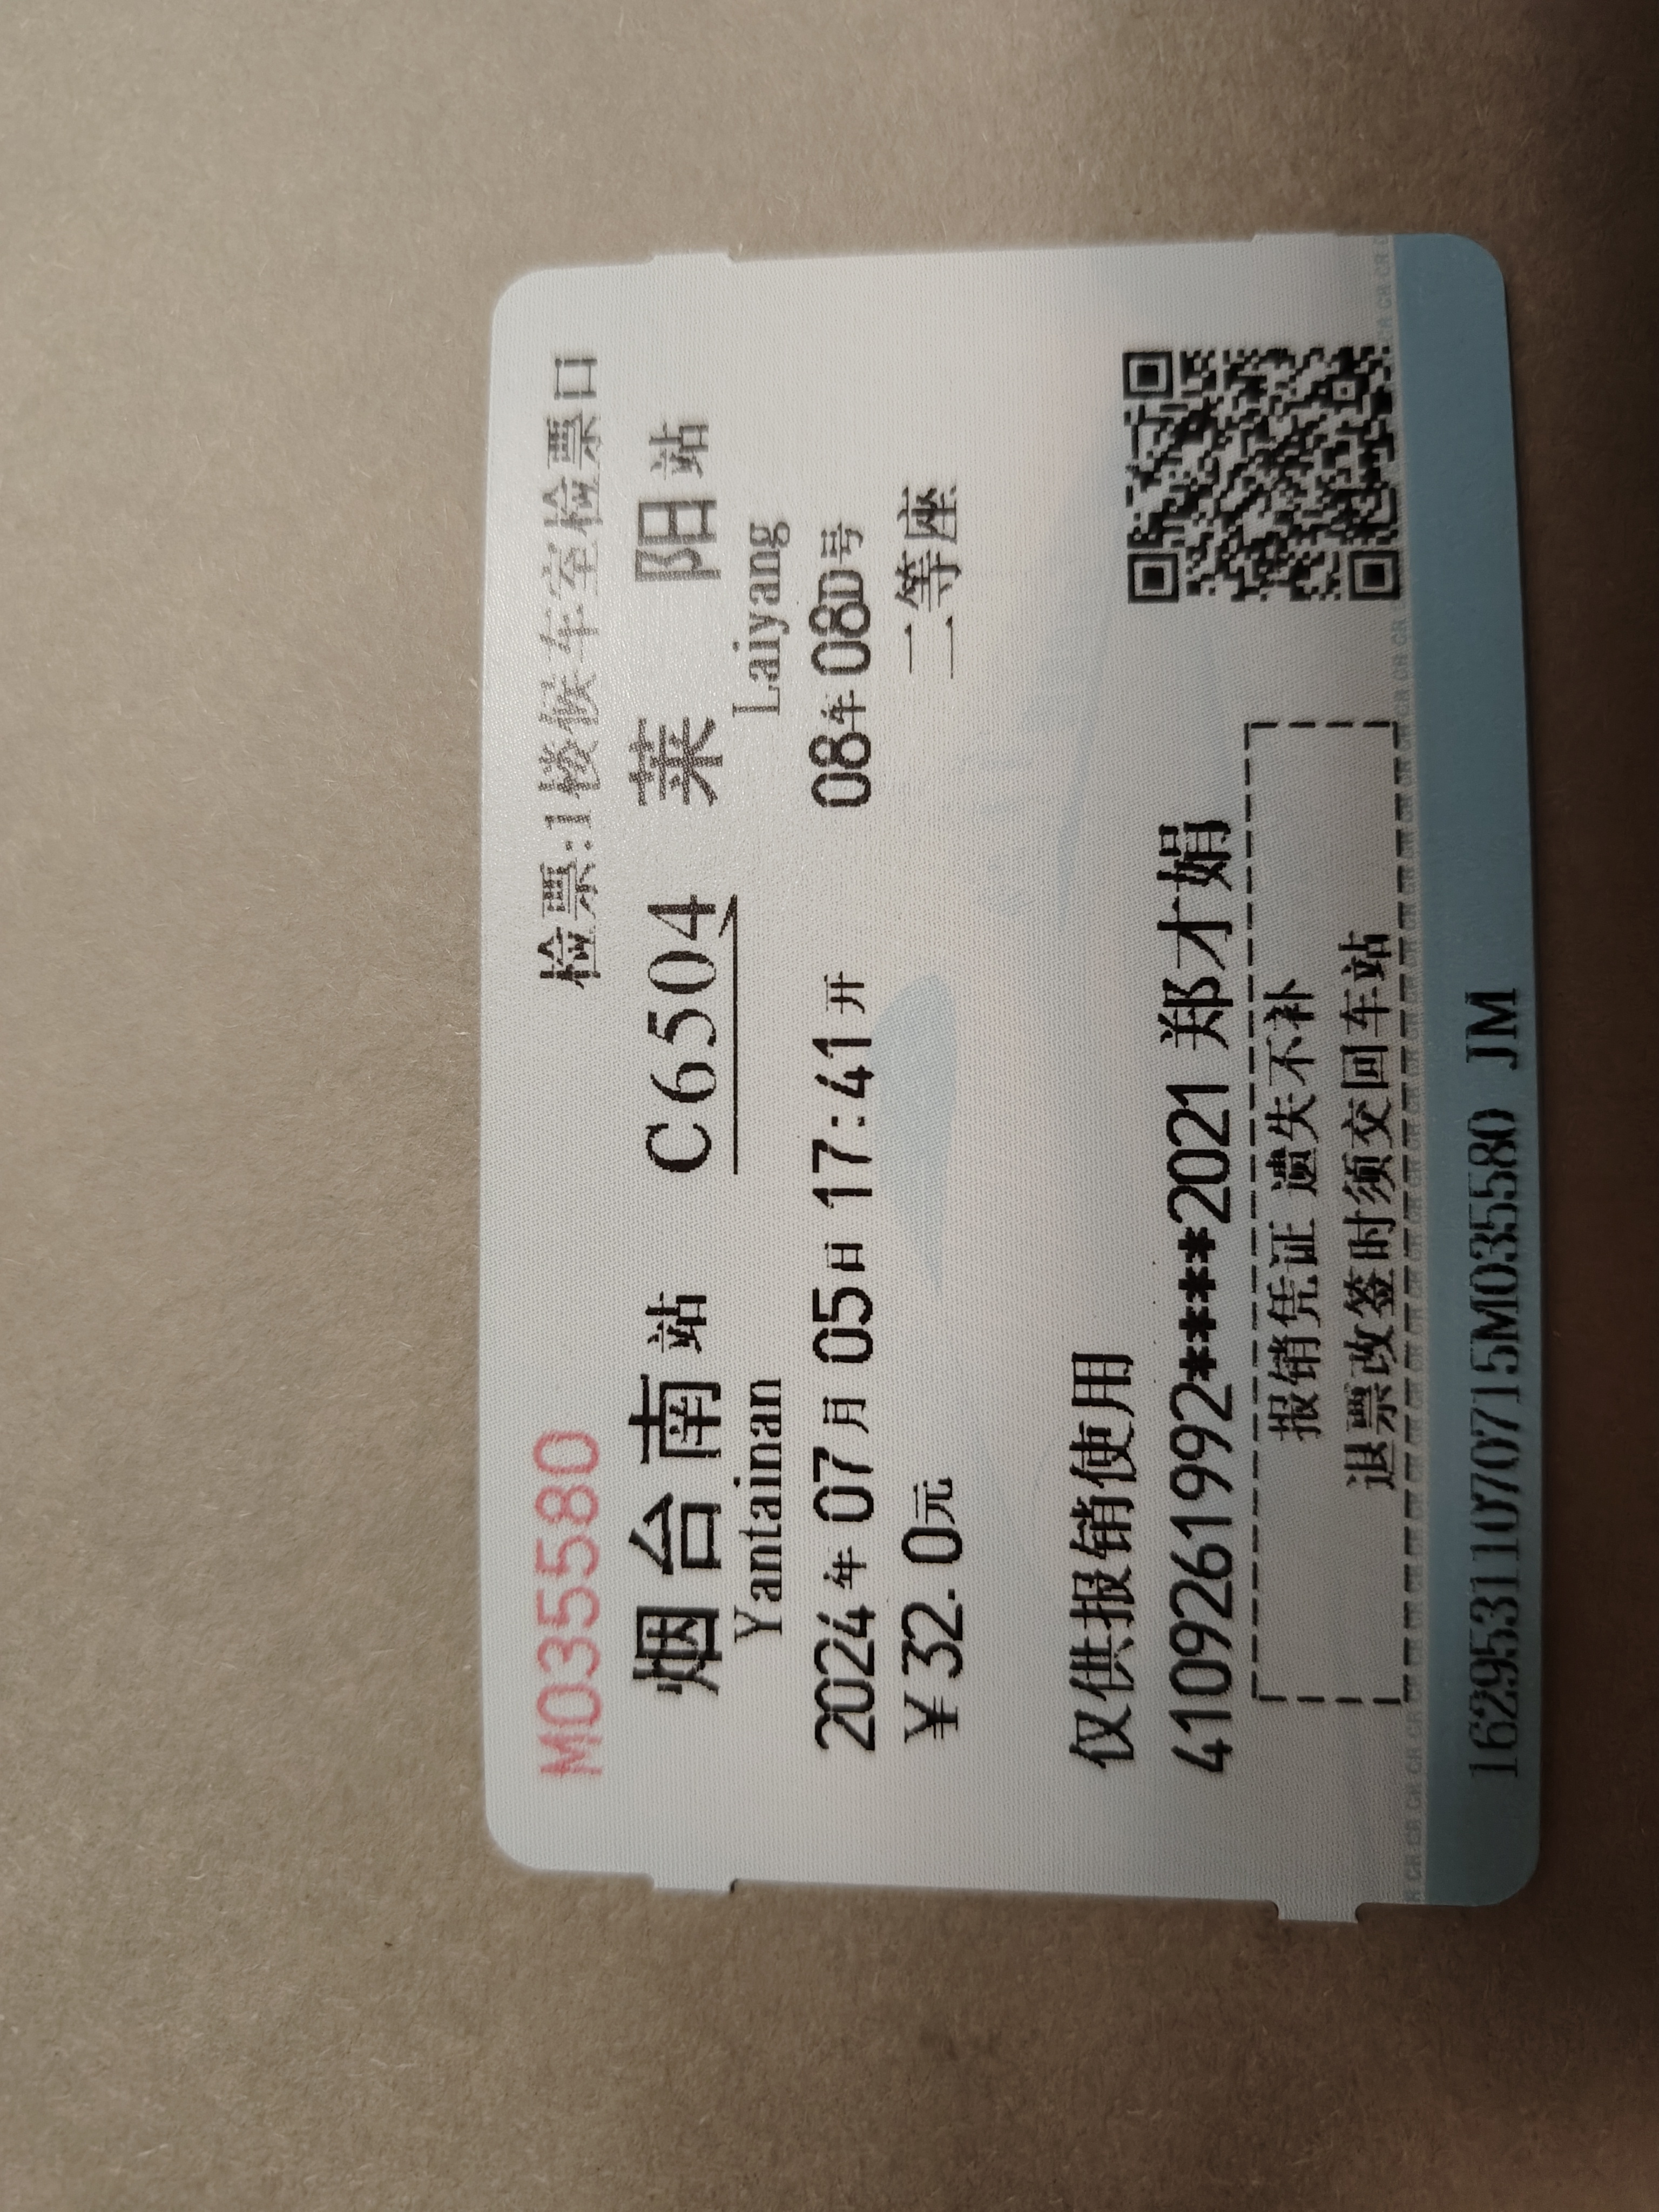 M035580 检票:1楼候车室检票口
烟台南站 C6504 莱阳站
Yantainan Laiyang
2024年07月05日17:41开 08车08D号
¥32.0元 二等座
仅供报销使用
4109261992****2021 郑才娟
报销凭证 遗失不补
退票改签时须交回车站
16295311070715M035580 JM